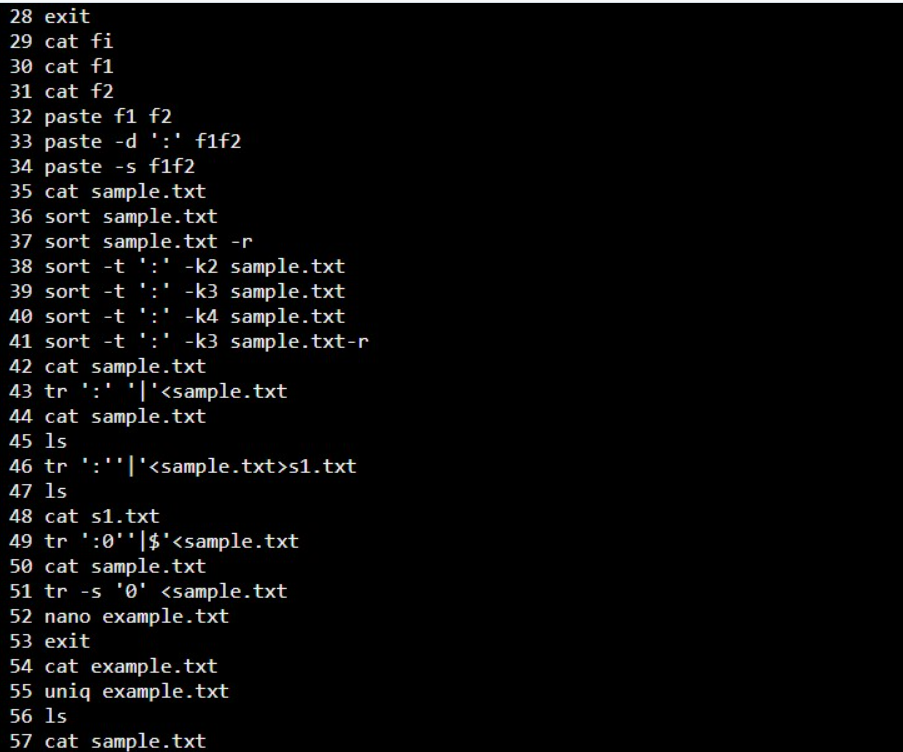 28 exit
29 cat fi
30 cat f1
31 cat f2
32 paste f1 f2
33 paste -d ':' f1f2
34 paste -s f1f2
35 cat sample.txt
36 sort sample.txt
37 sort sample.txt -r
38 sort -t ':' -k2 sample.txt
39 sort -t ':' -k3 sample.txt
40 sort -t ':' -k4 sample.txt
41 sort -t ':' -k3 sample.txt-r
42 cat sample.txt
43 tr ':' '|'<sample.txt
44 cat sample.txt
45 ls
46 tr ':''|'<sample.txt>s1.txt
47 ls
48 cat s1.txt
49 tr ':0''|$'<sample.txt
50 cat sample.txt
51 tr -s '0' <sample.txt
52 nano example.txt
53 exit
54 cat example.txt
55 uniq example.txt
56 ls
57 cat sample.txt